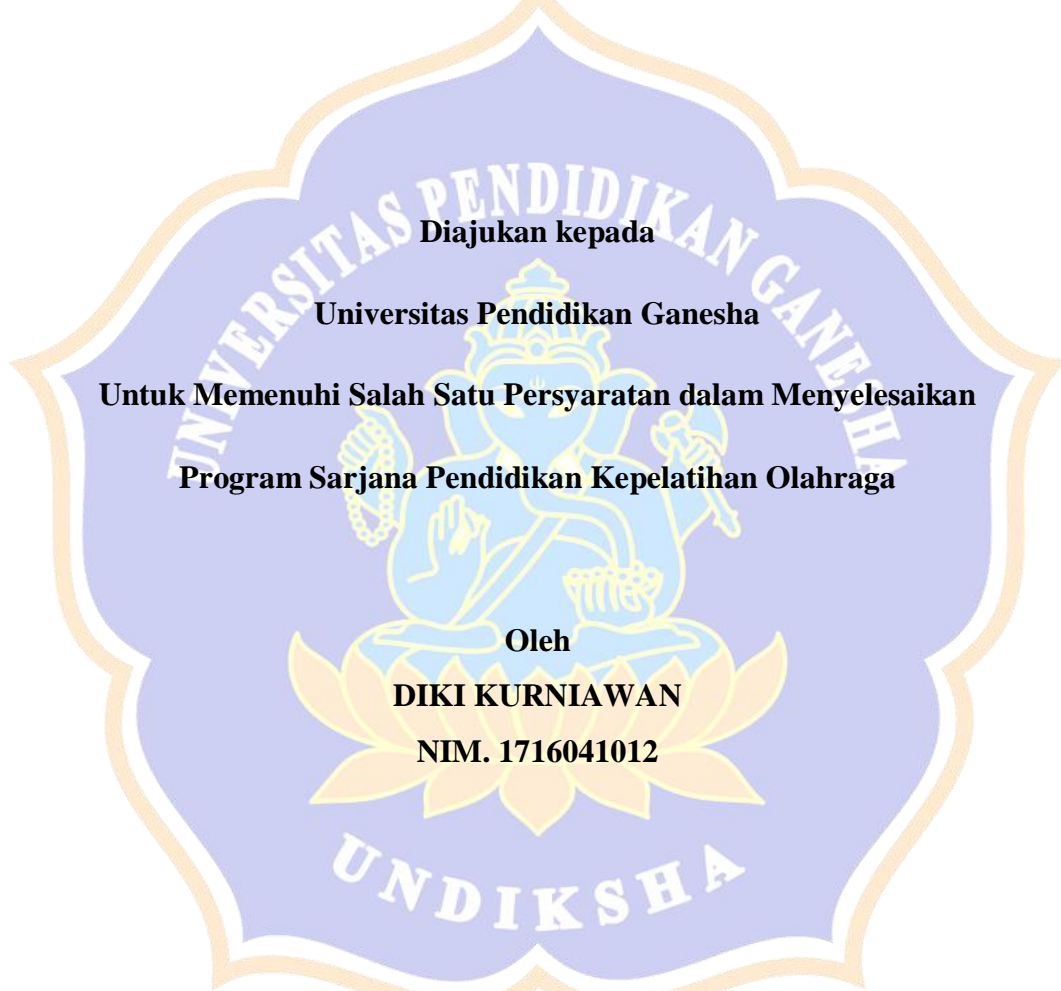 UNIVERSITAS PENDIDIKAN GANESHA
Diajukan kepada
Universitas Pendidikan Ganesha
Untuk Memenuhi Salah Satu Persyaratan dalam Menyelesaikan
Program Sarjana Pendidikan Kepelatihan Olahraga
Oleh
DIKI KURNIAWAN
NIM. 1716041012
UNDIKSHA